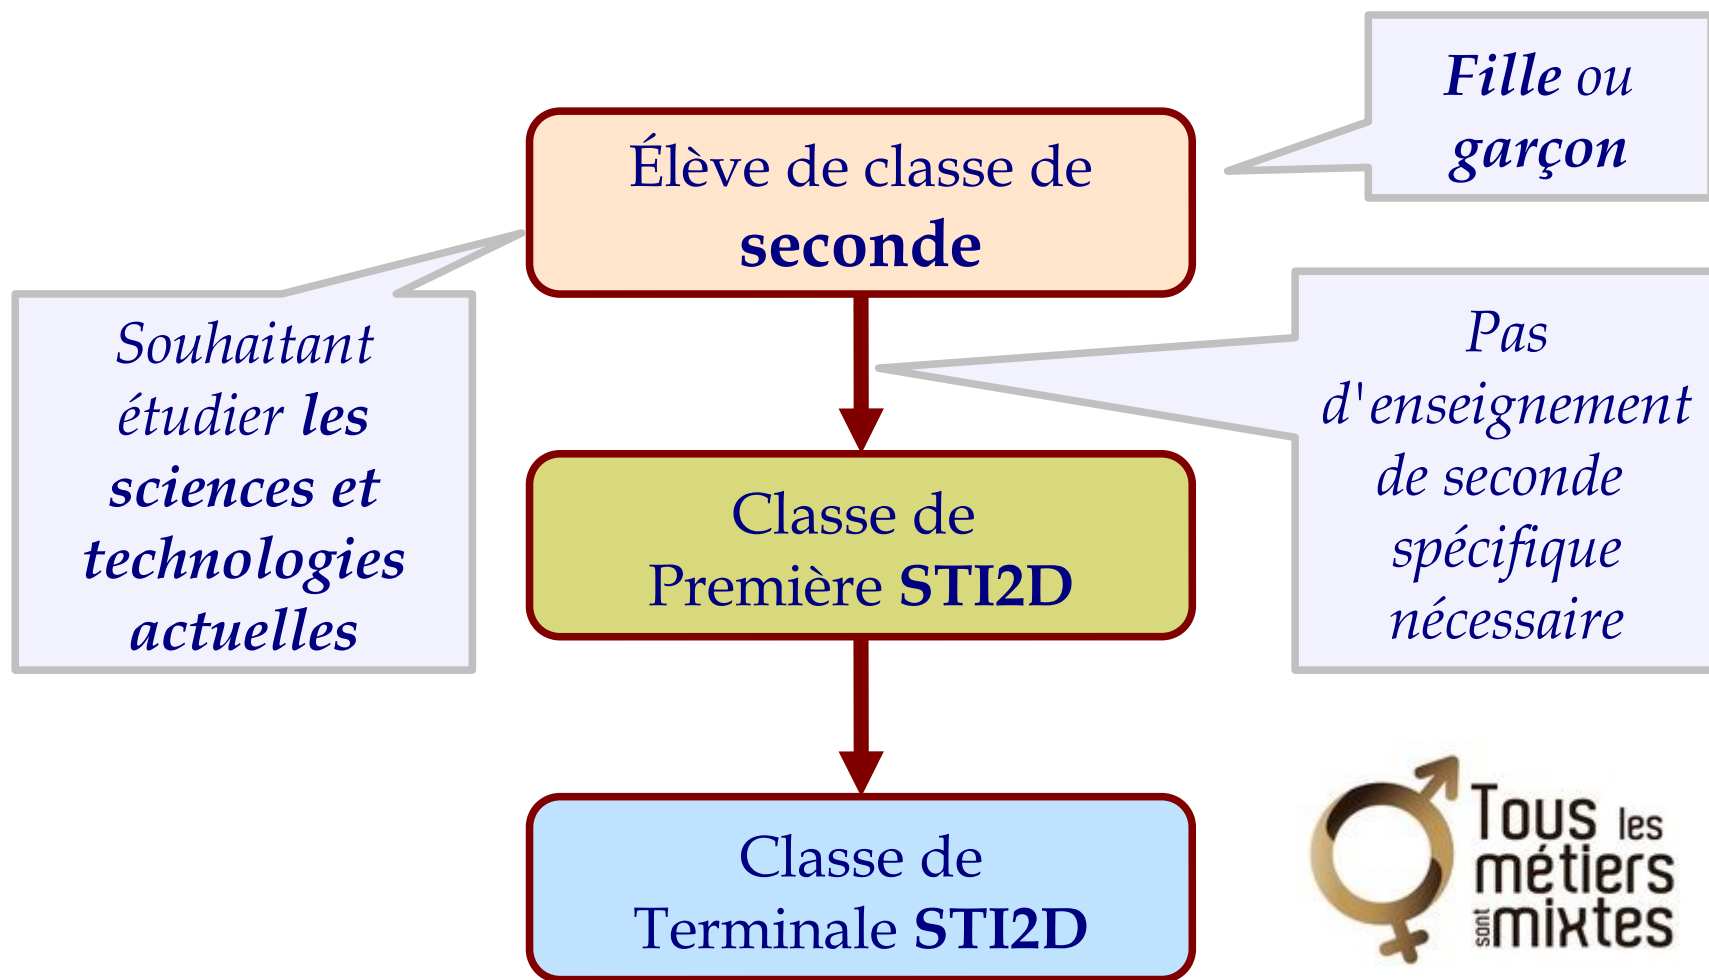 Fille ou
garçon
Élève de classe de
seconde
Souhaitant
étudier les
sciences et
technologies
actuelles
Pas
d'enseignement
de seconde
spécifique
nécessaire
Classe de
Première STI2D
Classe de
Terminale STI2D
Tous les
métiers
sont mixtes